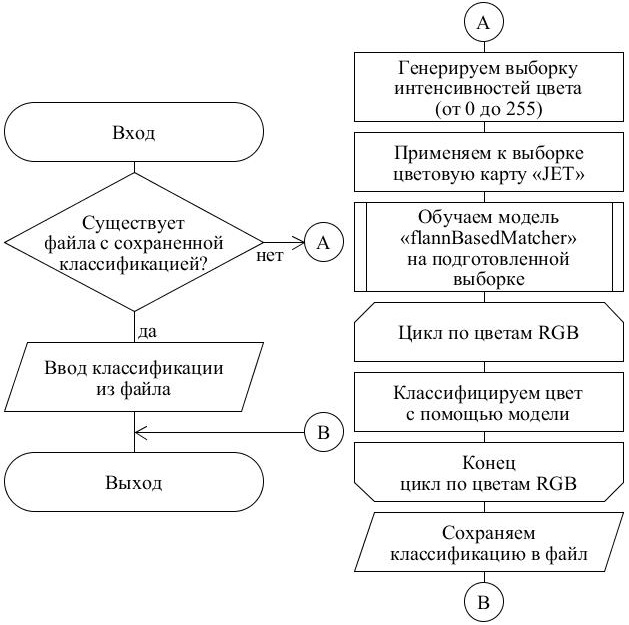 Вход
Существует
файла с сохраненной
классификацией?
нет
А
да
Ввод классификации
из файла
В
Выход
А
Генерируем выборку
интенсивностей цвета
(от 0 до 255)
Применяем к выборке
цветовую карту «JET»
Обучаем модель
«flannBasedMatcher»
на подготовленной
выборке
Цикл по цветам RGB
Классифицируем цвет
с помощью модели
Конец
цикл по цветам RGB
Сохраняем
классификацию в файл
В